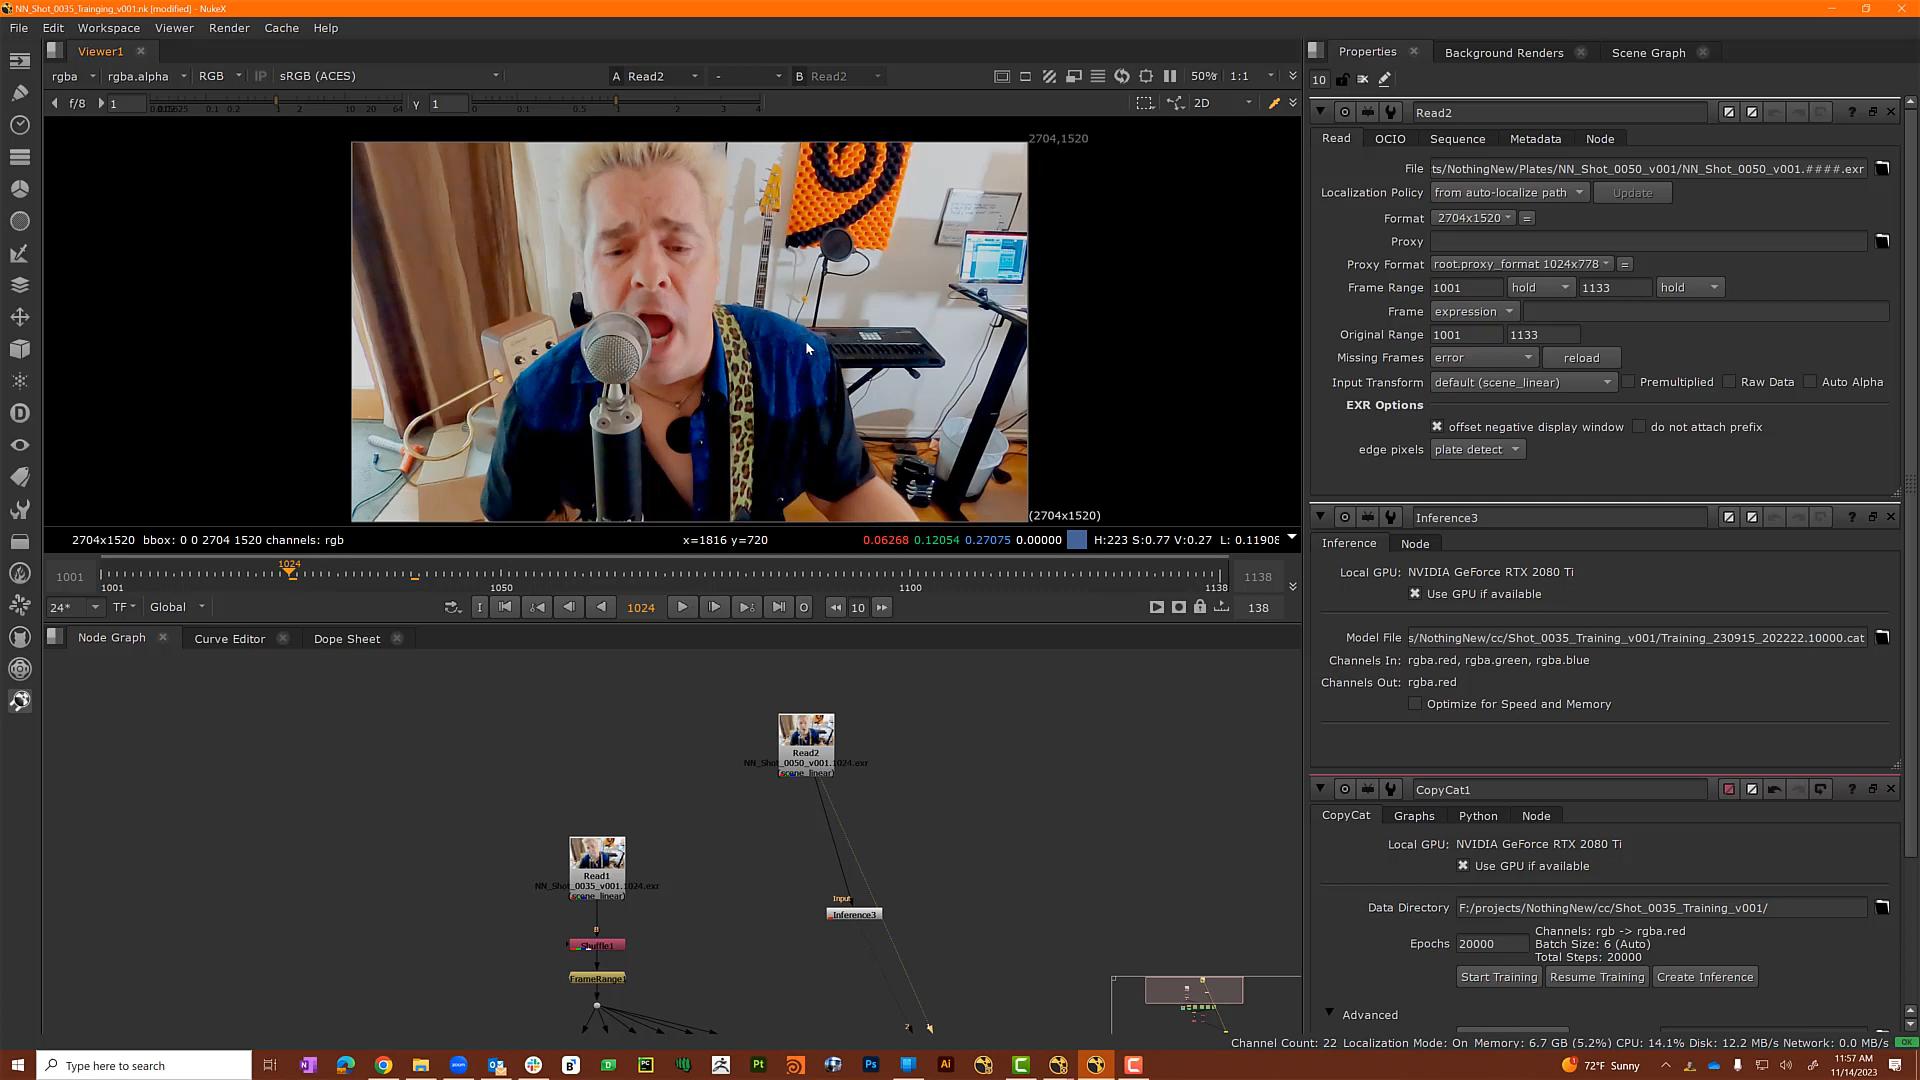 NN_Shot_0035_Trainging_v001.nk [modified] - NukeX
File Edit Workspace Viewer Render Cache Help
Viewer1
rgba rgba.alpha RGB IP sRGB (ACES) A Read2 - B Read2 50% 1:1
f/8 1 γ 1 2D
2704,1520
(2704x1520)
2704x1520 bbox: 0 0 2704 1520 channels: rgb x=1816 y=720 0.06268 0.12054 0.27075 0.00000 H:223 S:0.77 V:0.27 L: 0.11908
1024
1001 1001 1050 1100 1138 1138
24* TF Global I 1024 O 10 138
Node Graph Curve Editor Dope Sheet
Read2
NN_Shot_0050_v001.1024.exr
(scene_linear)
Read1
NN_Shot_0035_v001.1024.exr
(scene_linear)
Input
Inference3
B
Shuffle1
FrameRange1
2
1
Properties Background Renders Scene Graph
10
Read2
Read OCIO Sequence Metadata Node
File ts/NothingNew/Plates/NN_Shot_0050_v001/NN_Shot_0050_v001.####.exr
Localization Policy from auto-localize path Update
Format 2704x1520 =
Proxy
Proxy Format root.proxy_format 1024x778 =
Frame Range 1001 hold 1133 hold
Frame expression
Original Range 1001 1133
Missing Frames error reload
Input Transform default (scene_linear) Premultiplied Raw Data Auto Alpha
EXR Options
offset negative display window do not attach prefix
edge pixels plate detect
Inference3
Inference Node
Local GPU: NVIDIA GeForce RTX 2080 Ti
Use GPU if available
Model File s/NothingNew/cc/Shot_0035_Training_v001/Training_230915_202222.10000.cat
Channels In: rgba.red, rgba.green, rgba.blue
Channels Out: rgba.red
Optimize for Speed and Memory
CopyCat1
CopyCat Graphs Python Node
Local GPU: NVIDIA GeForce RTX 2080 Ti
Use GPU if available
Data Directory F:/projects/NothingNew/cc/Shot_0035_Training_v001/
Channels: rgb -> rgba.red
Epochs 20000 Batch Size: 6 (Auto)
Total Steps: 20000
Start Training Resume Training Create Inference
Advanced
Channel Count: 22 Localization Mode: On Memory: 6.7 GB (5.2%) CPU: 14.1% Disk: 12.2 MB/s Network: 0.0 MB/s OK
Type here to search
72°F Sunny
11:57 AM
11/14/2023